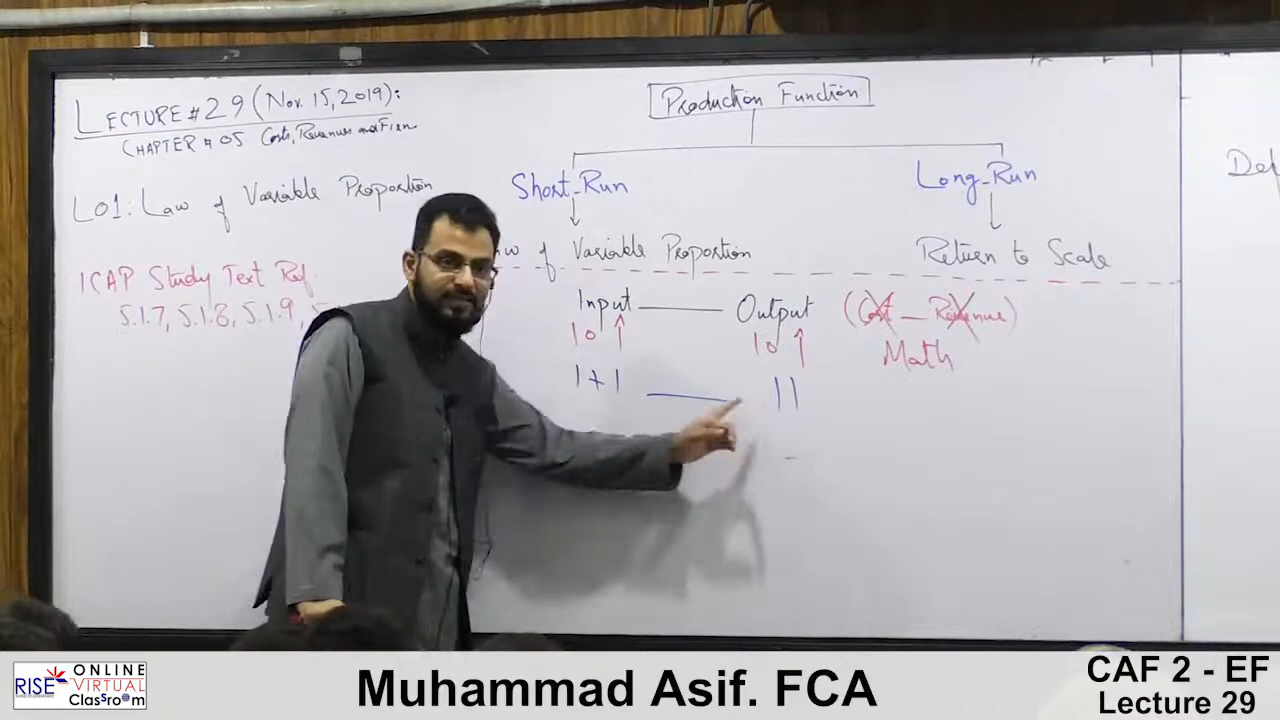 LECTURE # 29 (Nov. 15, 2019):
CHAPTER # 05 Costs, Revenues and Firm
LO1: Law of Variable Proportion
ICAP Study Text Ref.
5.1.7, 5.1.8, 5.1.9,
Production Function
Short-Run Long-Run
of Variable Proportion Return to Scale
Input Output (Cost – Revenue)
10 10 Math
1+1 11
Def
RISE ONLINE VIRTUAL ClassroOm
Muhammad Asif. FCA
CAF 2 - EF
Lecture 29